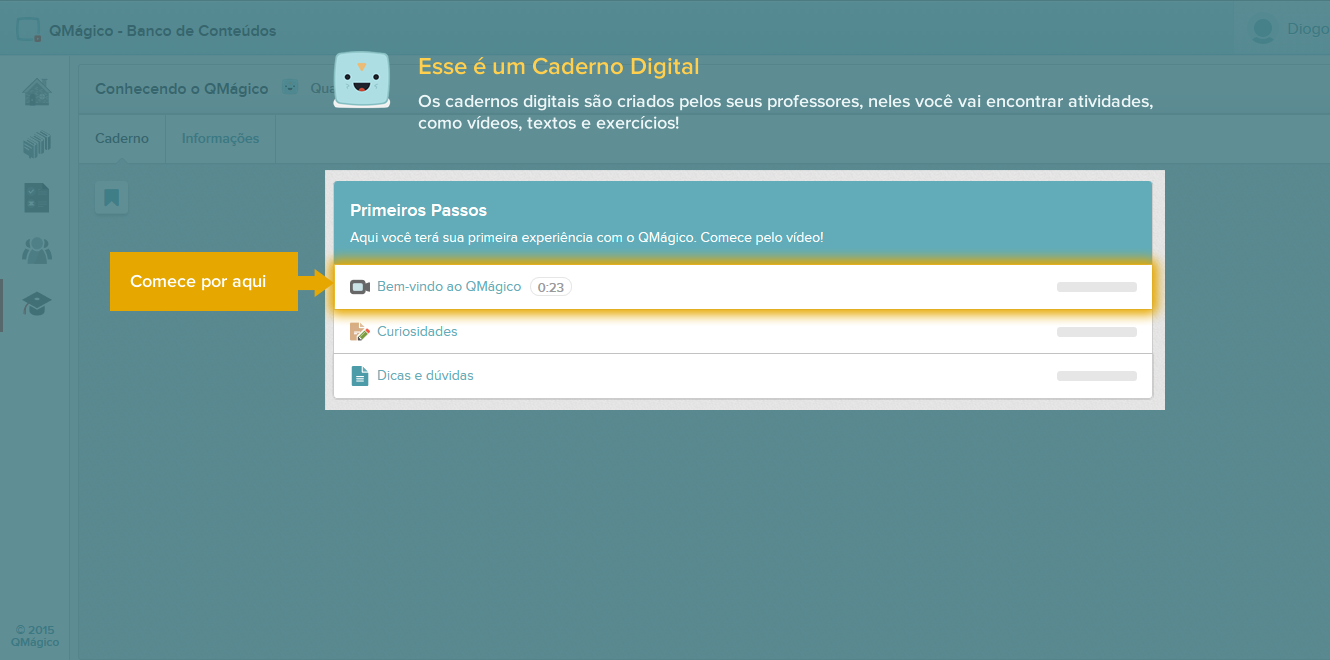 QMágico - Banco de Conteúdos
Diogo
Esse é um Caderno Digital
Conhecendo o QMágico
Os cadernos digitais são criados pelos seus professores, neles você vai encontrar atividades,
como vídeos, textos e exercícios!
Caderno
Informações
Primeiros Passos
Aqui você terá sua primeira experiência com o QMágico. Comece pelo vídeo!
Comece por aqui
Bem-vindo ao QMágico 0:23
Curiosidades
Dicas e dúvidas
© 2015
QMágico